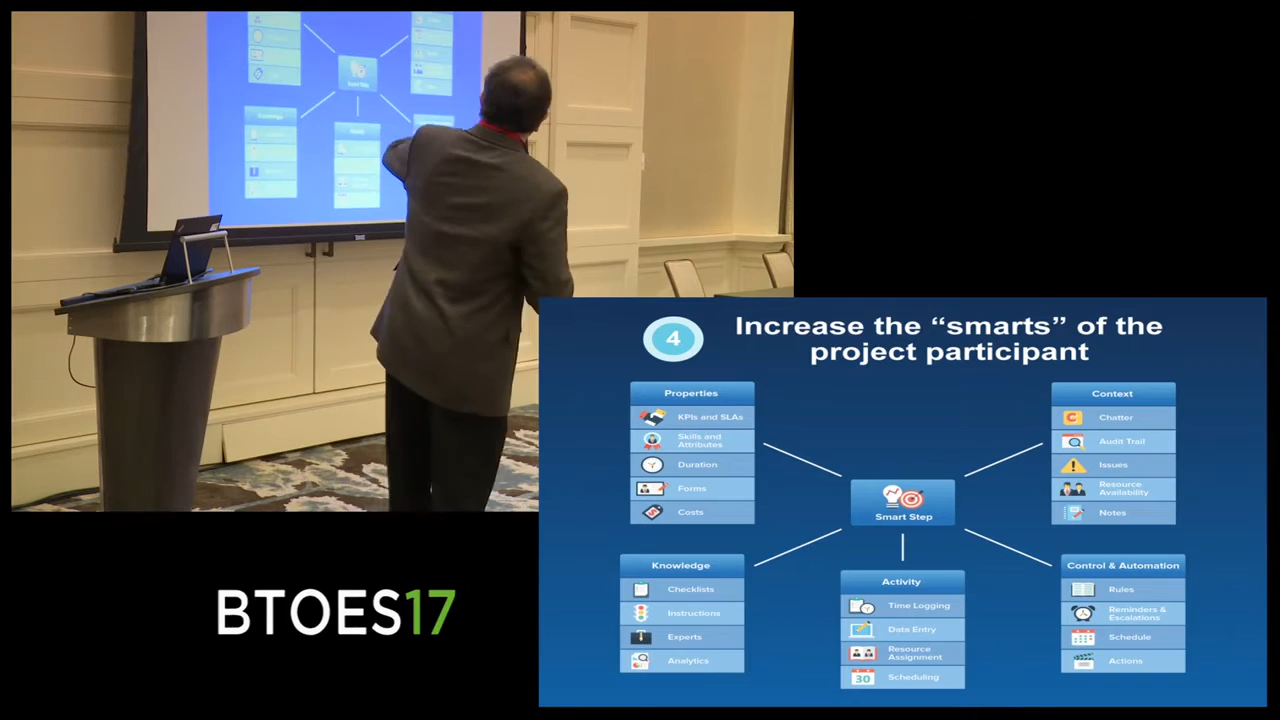 4
Increase the “smarts” of the
project participant
Properties
KPIs and SLAs
Skills and
Attributes
Duration
Forms
Costs
Context
Chatter
Audit Trail
Issues
Resource
Availability
Notes
Smart Step
Knowledge
Checklists
Instructions
Experts
Analytics
Activity
Time Logging
Data Entry
Resource
Assignment
30
Scheduling
Control & Automation
Rules
Reminders &
Escalations
Schedule
Actions
BTOES17